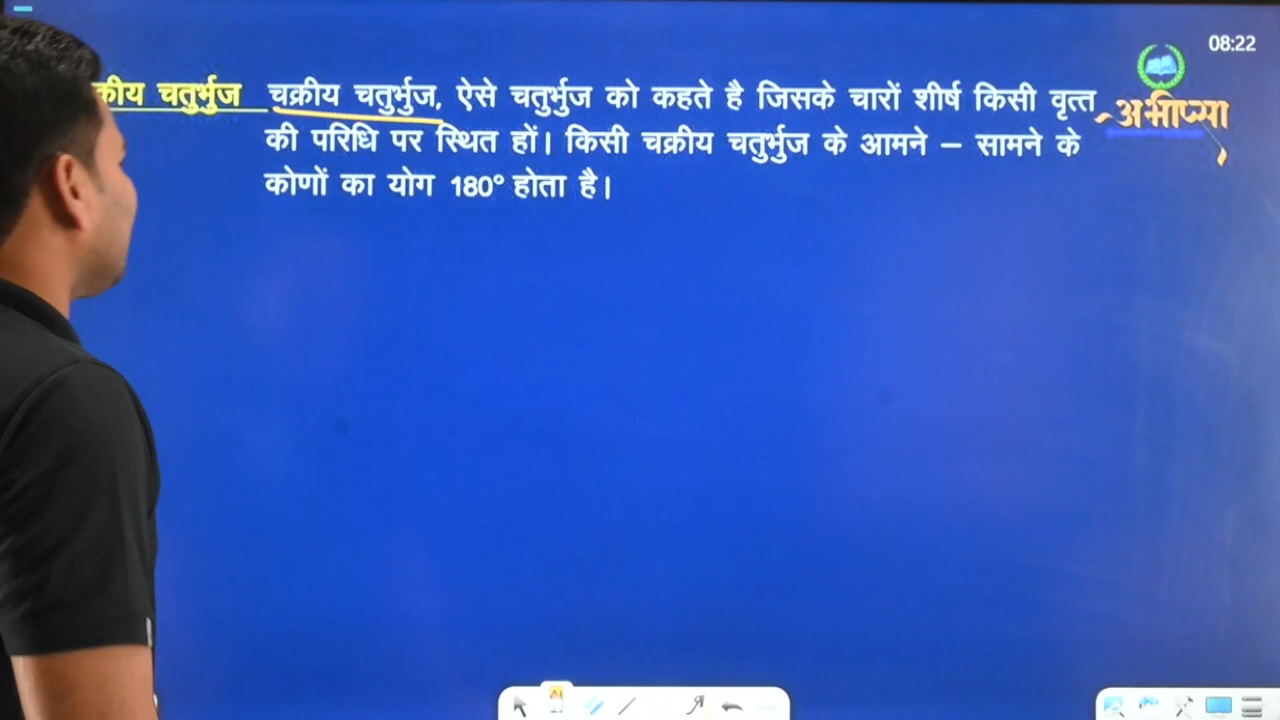 08:22
चतुर्भुज चक्रीय चतुर्भुज, ऐसे चतुर्भुज को कहते है जिसके चारों शीर्ष किसी वृत्त
अभीप्सा
की परिधि पर स्थित हों। किसी चक्रीय चतुर्भुज के आमने – सामने के
कोणों का योग 180° होता है।